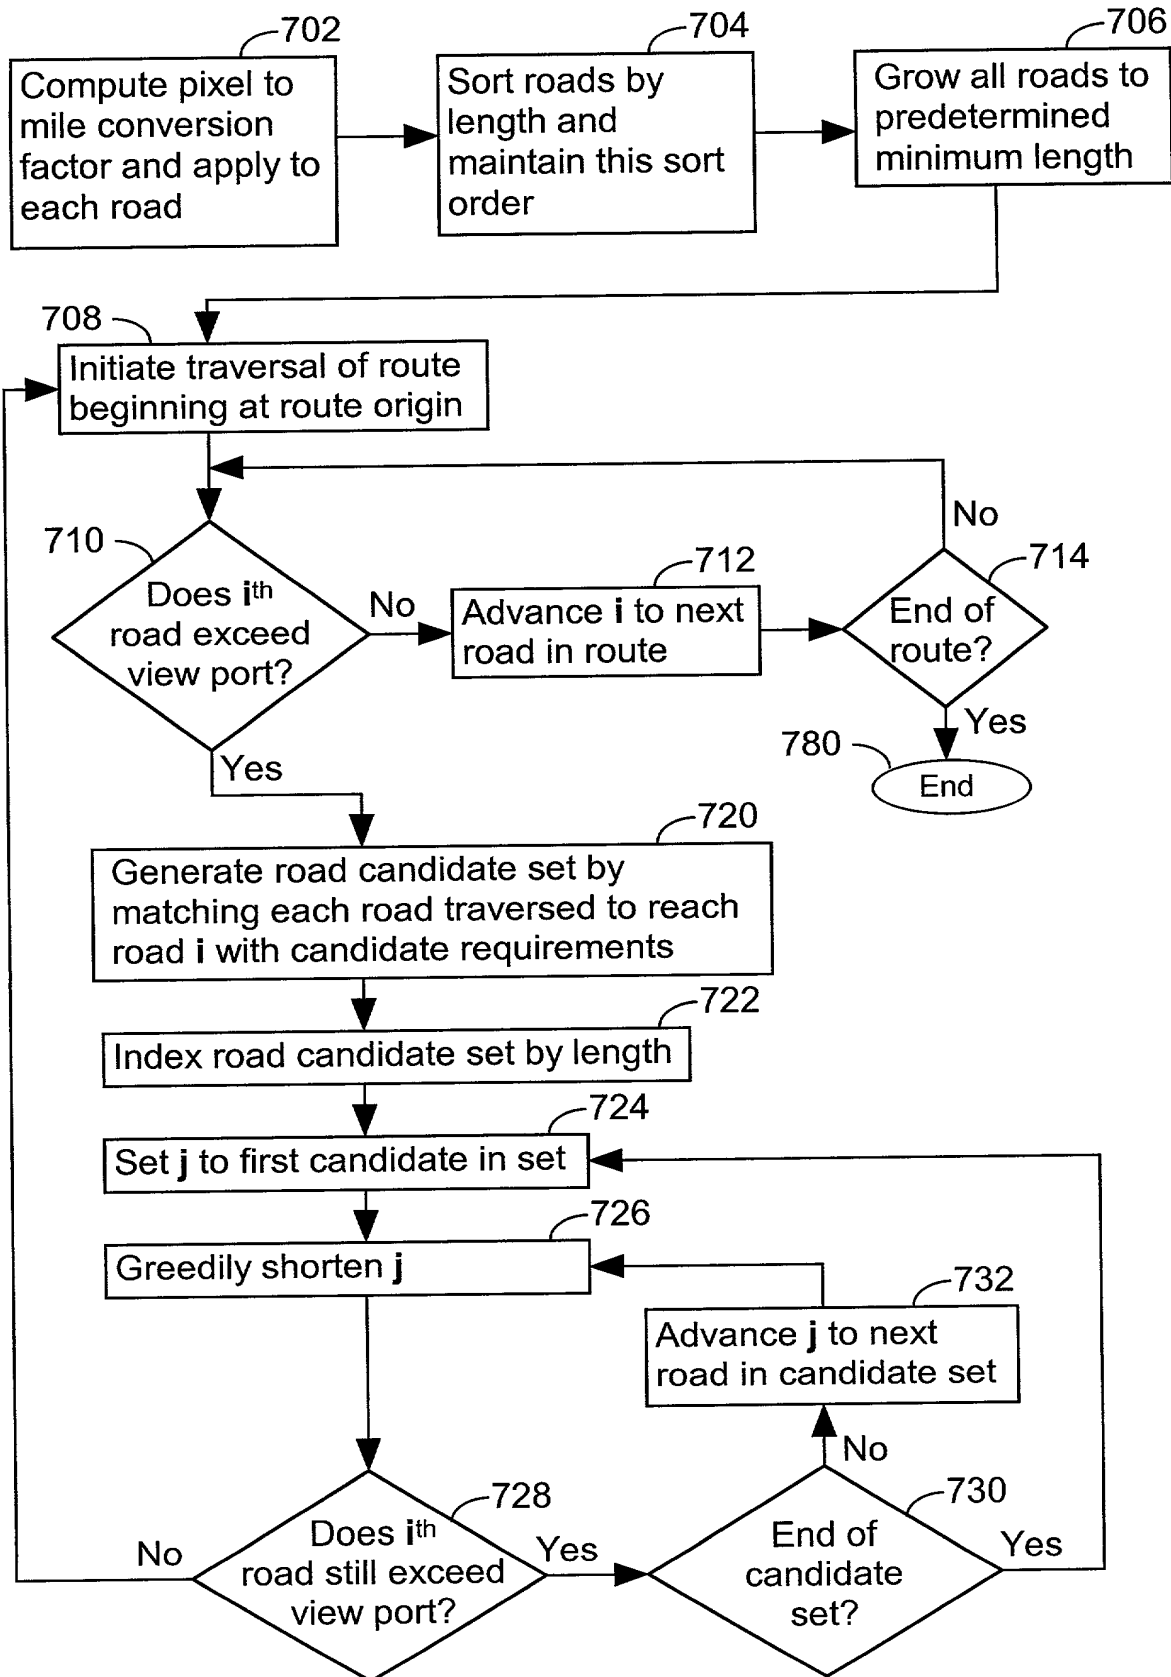 702
Compute pixel to
mile conversion
factor and apply to
each road
704
Sort roads by
length and
maintain this sort
order
706
Grow all roads to
predetermined
minimum length
708
Initiate traversal of route
beginning at route origin
710
Does ith
road exceed
view port?
No
712
Advance i to next
road in route
No
714
End of
route?
Yes
780
End
Yes
720
Generate road candidate set by
matching each road traversed to reach
road i with candidate requirements
722
Index road candidate set by length
724
Set j to first candidate in set
726
Greedily shorten j
732
Advance j to next
road in candidate set
No
728
Does ith
road still exceed
view port?
No
Yes
730
End of
candidate
set?
Yes